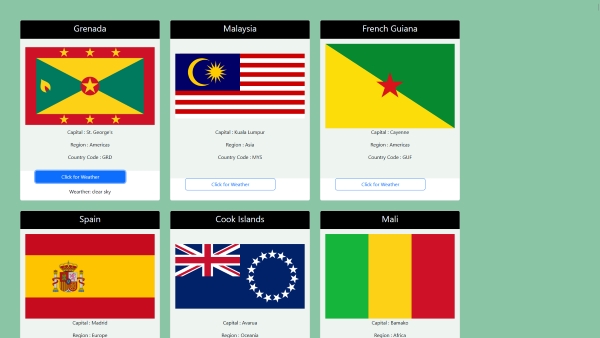 Grenada
Capital : St. George's
Region : Americas
Country Code : GRD
Click for Weather
Wearther: clear sky
Malaysia
Capital : Kuala Lumpur
Region : Asia
Country Code : MYS
Click for Weather
French Guiana
Capital : Cayenne
Region : Americas
Country Code : GUF
Click for Weather
Spain
Capital : Madrid
Region : Europe
Cook Islands
Capital : Avarua
Region : Oceania
Mali
Capital : Bamako
Region : Africa